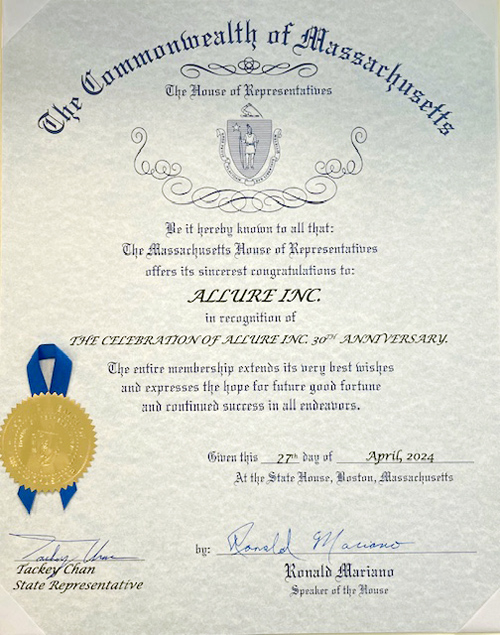 The Commonwealth of Massachusetts
The House of Representatives
Be it hereby known to all that:
The Massachusetts House of Representatives
offers its sincerest congratulations to:
ALLURE INC.
in recognition of
THE CELEBRATION OF ALLURE INC. 30TH ANNIVERSARY.
The entire membership extends its very best wishes
and expresses the hope for future good fortune
and continued success in all endeavors.
Given this 27th day of April, 2024
At the State House, Boston, Massachusetts
Tackey Chan
Tackey Chan
State Representative
by: Ronald Mariano
Ronald Mariano
Speaker of the House